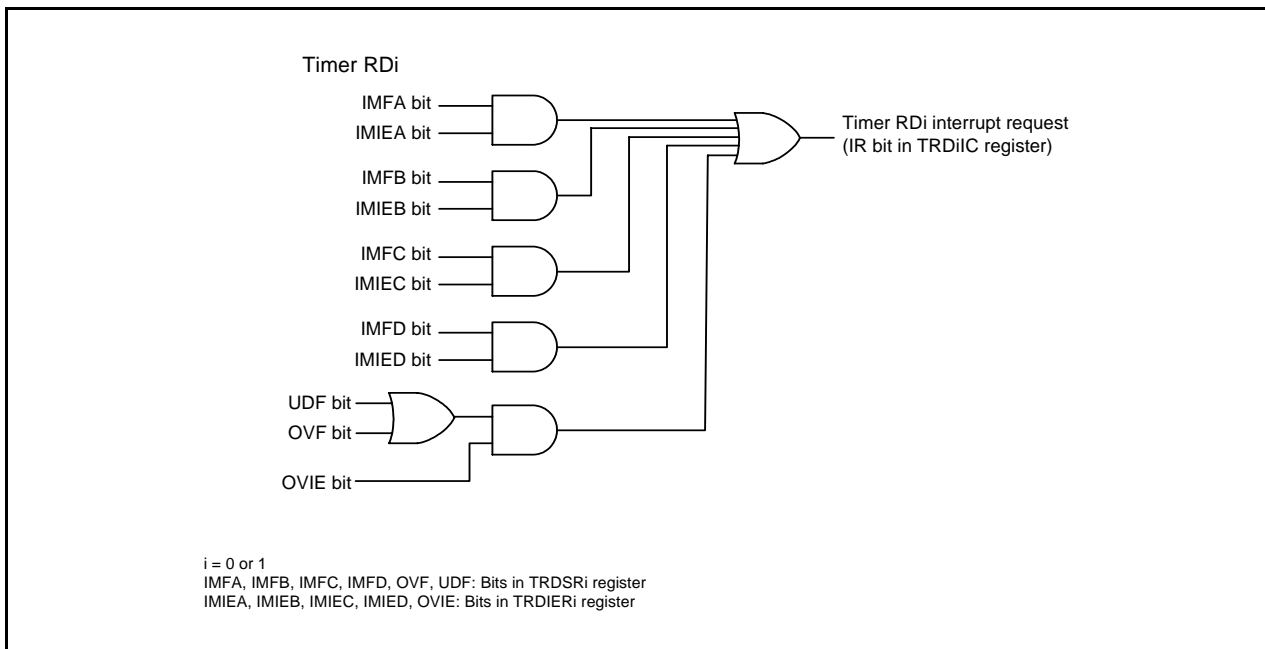 Timer RDi
IMFA bit
IMIEA bit
Timer RDi interrupt request
(IR bit in TRDiIC register)
IMFB bit
IMIEB bit
IMFC bit
IMIEC bit
IMFD bit
IMIED bit
UDF bit
OVF bit
OVIE bit
i = 0 or 1
IMFA, IMFB, IMFC, IMFD, OVF, UDF: Bits in TRDSRi register
IMIEA, IMIEB, IMIEC, IMIED, OVIE: Bits in TRDIERi register